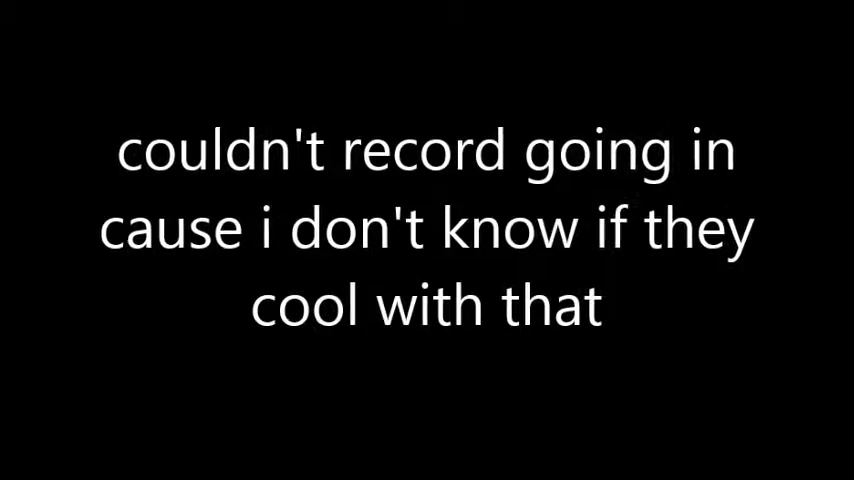 couldn't record going in
cause i don't know if they
cool with that